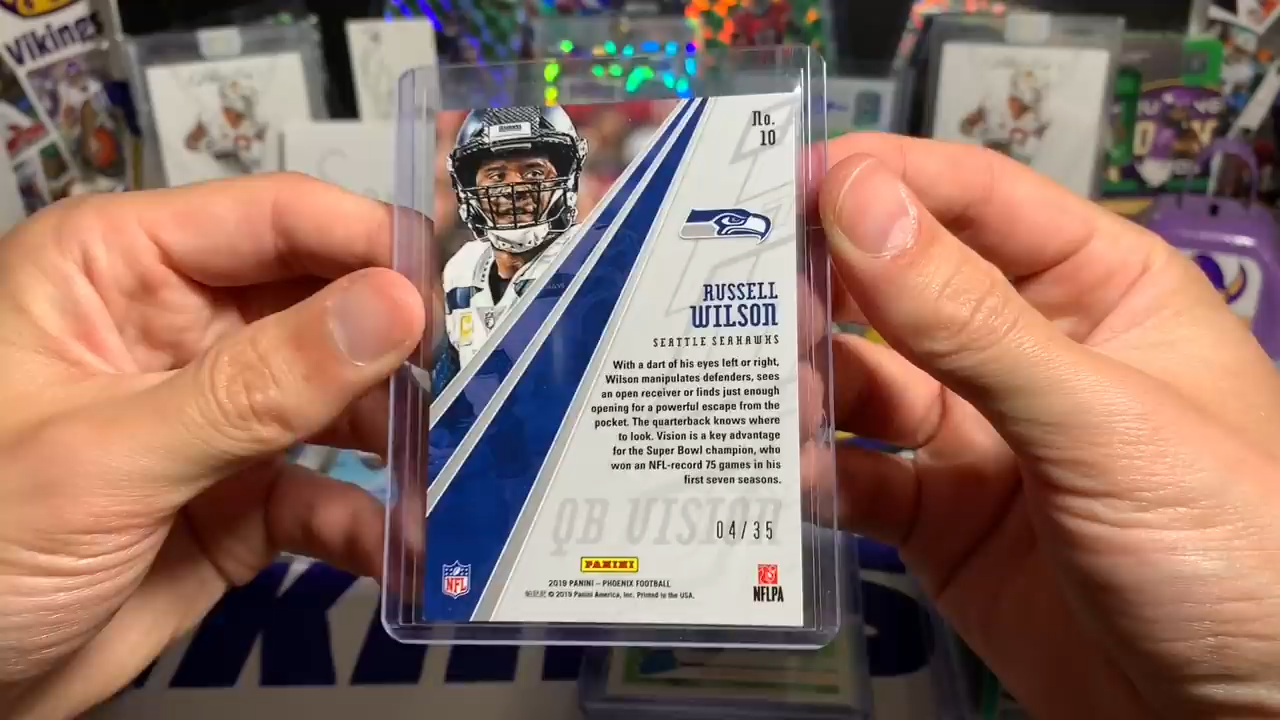 Vikings
No.
10
RUSSELL
WILSON
SEATTLE SEAHAWKS
With a dart of his eyes left or right,
Wilson manipulates defenders, sees
an open receiver or finds just enough
opening for a powerful escape from the
pocket. The quarterback knows where
to look. Vision is a key advantage
for the Super Bowl champion, who
won an NFL-record 75 games in his
first seven seasons.
QB VISION
04/35
PANINI
NFL
2019 PANINI – PHOENIX FOOTBALL
© 2019 Panini America, Inc. Printed in the USA.
NFLPA